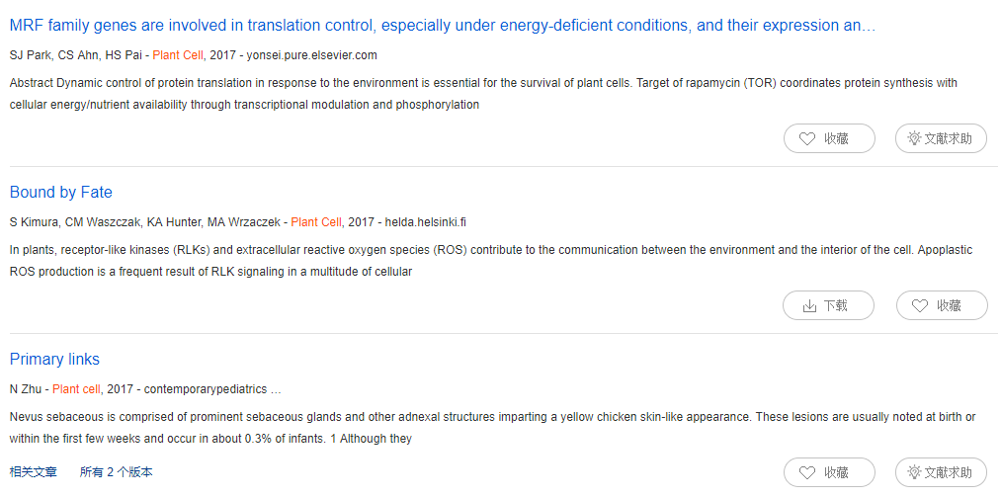 MRF family genes are involved in translation control, especially under energy-deficient conditions, and their expression an…
SJ Park, CS Ahn, HS Pai - Plant Cell, 2017 - yonsei.pure.elsevier.com
Abstract Dynamic control of protein translation in response to the environment is essential for the survival of plant cells. Target of rapamycin (TOR) coordinates protein synthesis with
cellular energy/nutrient availability through transcriptional modulation and phosphorylation
收藏 文献求助
Bound by Fate
S Kimura, CM Waszczak, KA Hunter, MA Wrzaczek - Plant Cell, 2017 - helda.helsinki.fi
In plants, receptor-like kinases (RLKs) and extracellular reactive oxygen species (ROS) contribute to the communication between the environment and the interior of the cell. Apoplastic
ROS production is a frequent result of RLK signaling in a multitude of cellular
下载 收藏
Primary links
N Zhu - Plant cell, 2017 - contemporarypediatrics …
Nevus sebaceous is comprised of prominent sebaceous glands and other adnexal structures imparting a yellow chicken skin-like appearance. These lesions are usually noted at birth or
within the first few weeks and occur in about 0.3% of infants. 1 Although they
相关文章 所有 2 个版本 收藏 文献求助